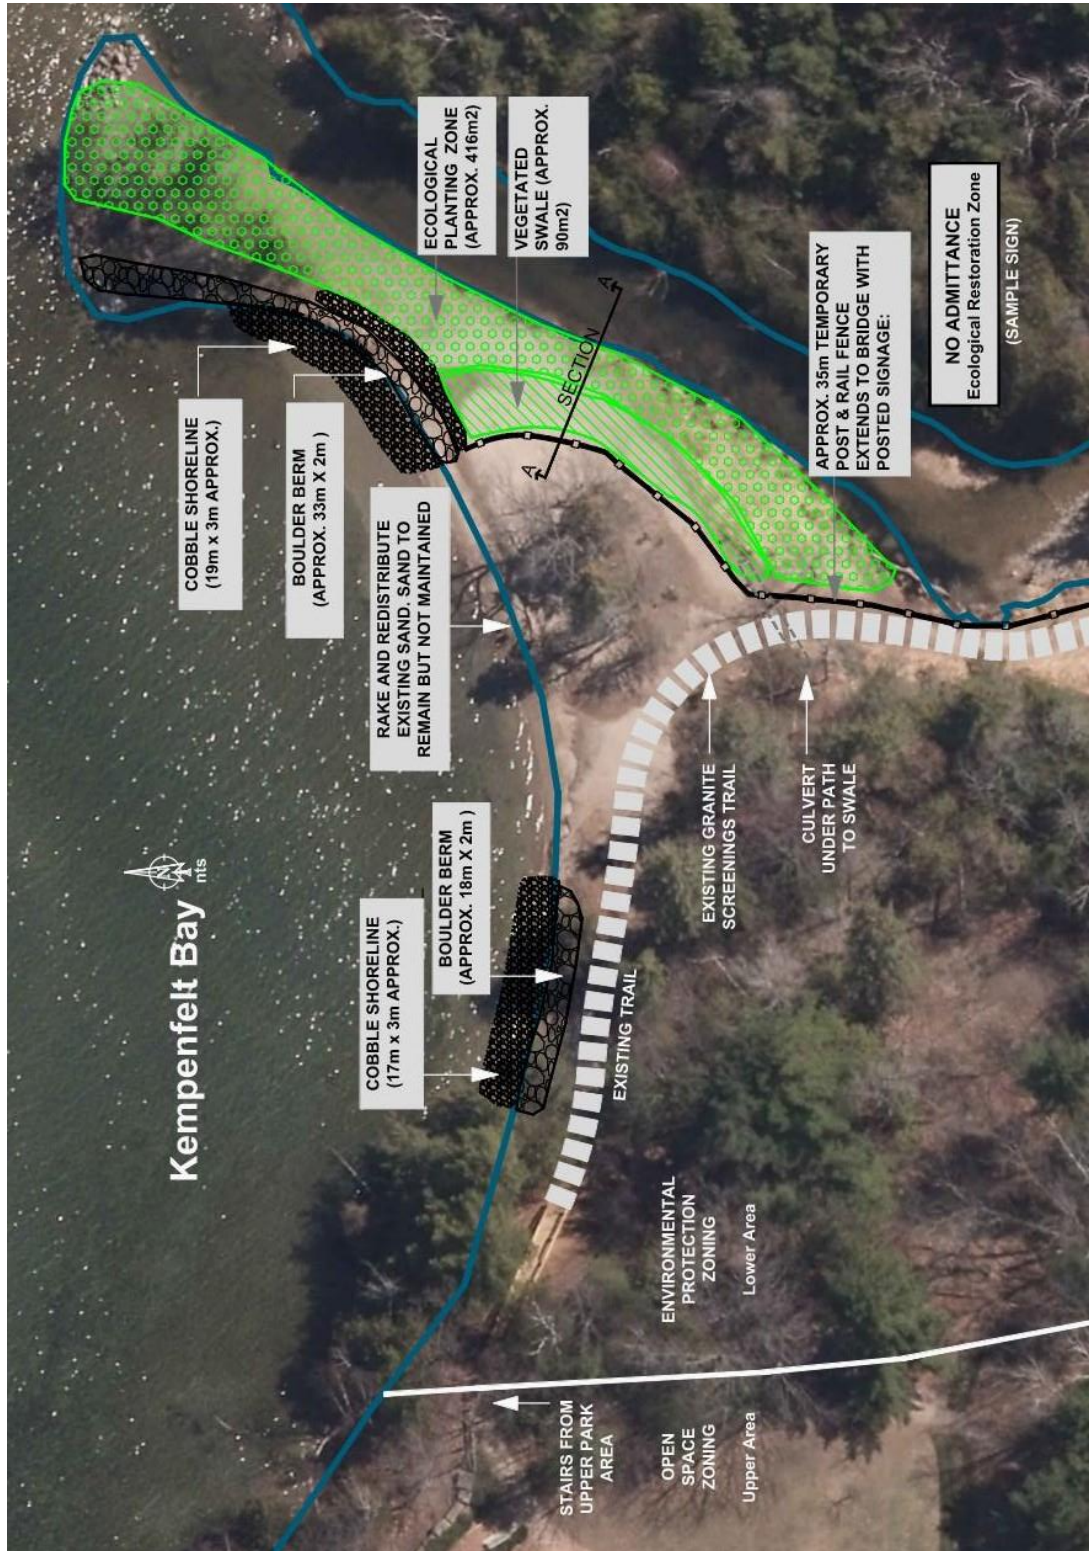 Kempenfelt Bay
N
nts
COBBLE SHORELINE
(17m x 3m APPROX.)
BOULDER BERM
(APPROX. 18m X 2m )
COBBLE SHORELINE
(19m x 3m APPROX.)
BOULDER BERM
(APPROX. 33m X 2m )
RAKE AND REDISTRIBUTE
EXISTING SAND. SAND TO
REMAIN BUT NOT MAINTAINED
ECOLOGICAL
PLANTING ZONE
(APPROX. 416m2)
VEGETATED
SWALE (APPROX.
90m2)
A
SECTION
A
STAIRS FROM
UPPER PARK
AREA
OPEN
SPACE
ZONING
Upper Area
ENVIRONMENTAL
PROTECTION
ZONING
Lower Area
EXISTING TRAIL
EXISTING GRANITE
SCREENINGS TRAIL
CULVERT
UNDER PATH
TO SWALE
APPROX. 35m TEMPORARY
POST & RAIL FENCE
EXTENDS TO BRIDGE WITH
POSTED SIGNAGE:
NO ADMITTANCE
Ecological Restoration Zone
(SAMPLE SIGN)